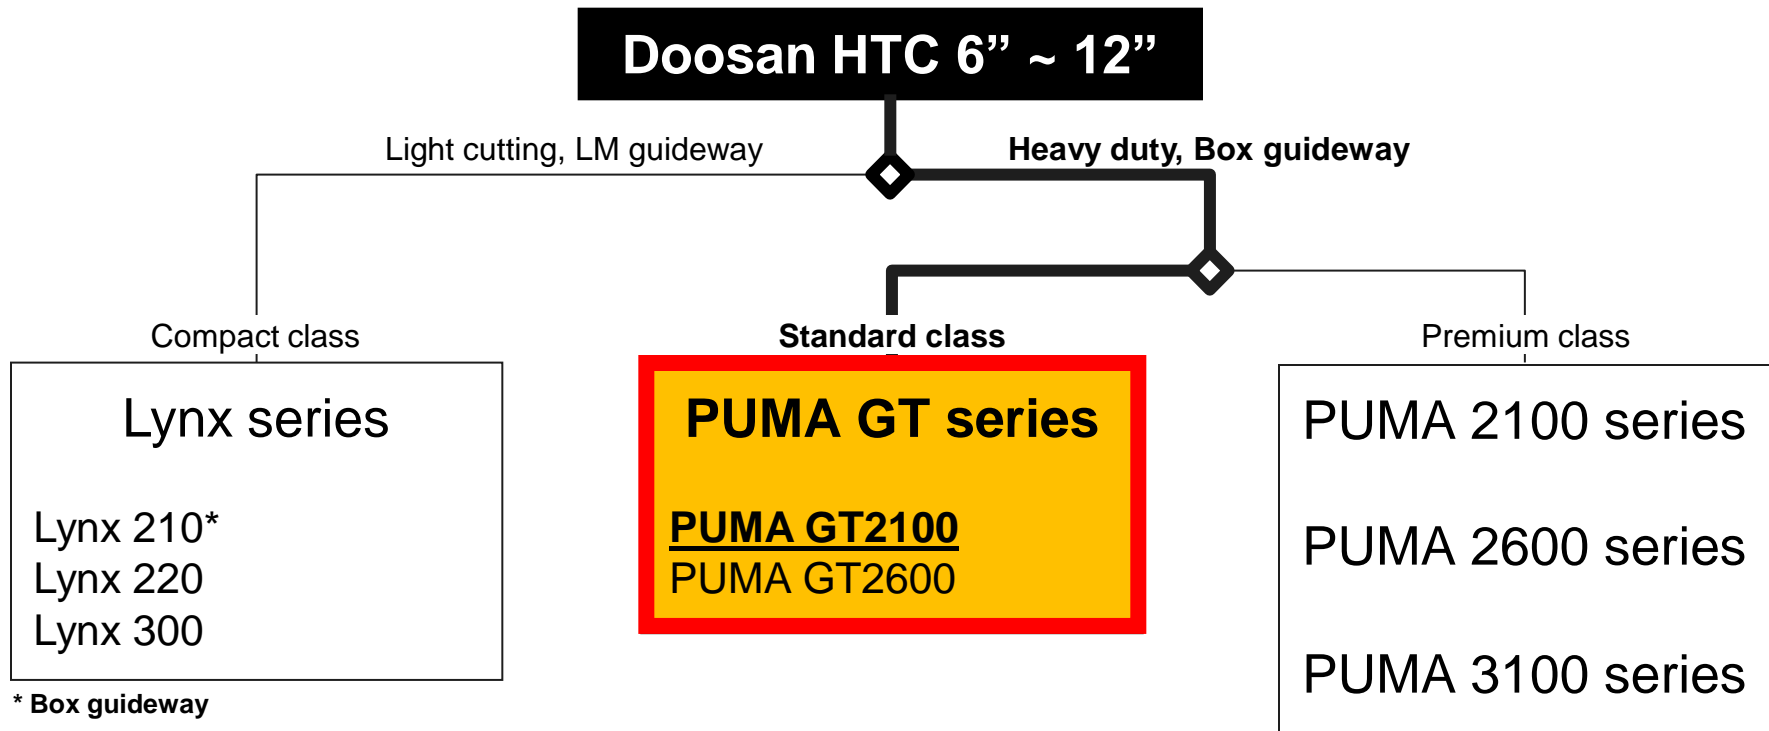 Doosan HTC 6” ~ 12”
Light cutting, LM guideway
Heavy duty, Box guideway
Compact class
Lynx series
Lynx 210*
Lynx 220
Lynx 300
* Box guideway
Standard class
PUMA GT series
PUMA GT2100
PUMA GT2600
Premium class
PUMA 2100 series
PUMA 2600 series
PUMA 3100 series